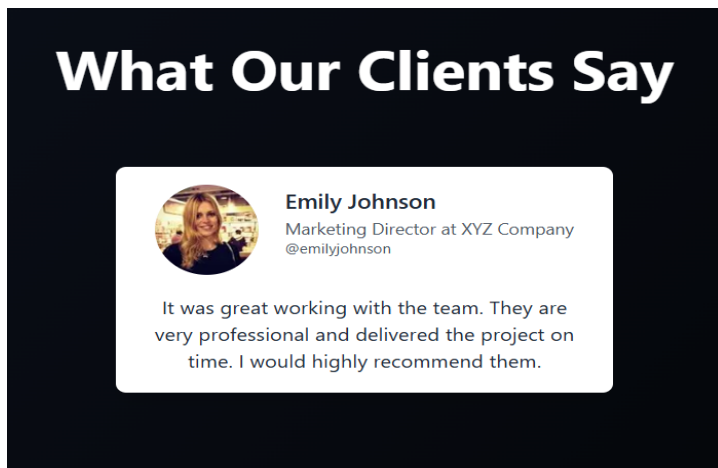 What Our Clients Say
Emily Johnson
Marketing Director at XYZ Company
@emilyjohnson
It was great working with the team. They are
very professional and delivered the project on
time. I would highly recommend them.